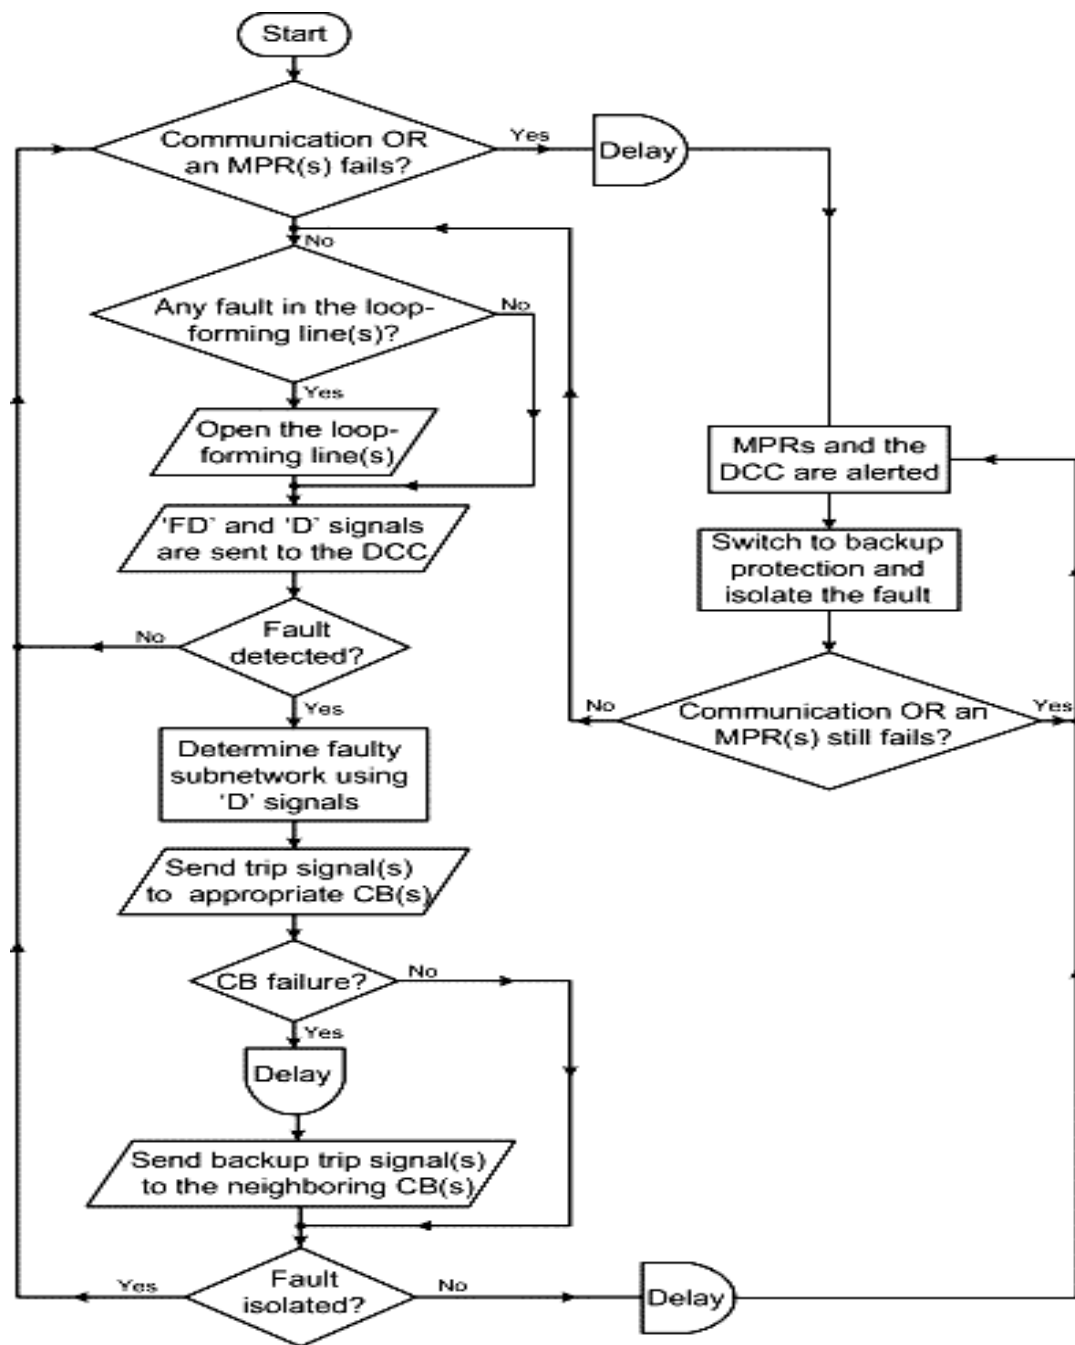 Start
Communication OR
an MPR(s) fails?
Yes
Delay
No
Any fault in the loop-
forming line(s)?
No
Yes
Open the loop-
forming line(s)
'FD' and 'D' signals
are sent to the DCC
Fault
detected?
No
Yes
Determine faulty
subnetwork using
'D' signals
Send trip signal(s)
to appropriate CB(s)
CB failure?
No
Yes
Delay
Send backup trip signal(s)
to the neighboring CB(s)
Fault
isolated?
Yes
No
Delay
MPRs and the
DCC are alerted
Switch to backup
protection and
isolate the fault
Communication OR an
MPR(s) still fails?
No
Yes